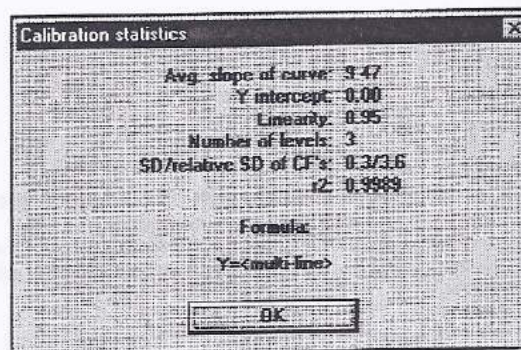 Calibration statistics
Avg. slope of curve: 9.47
Y intercept: 0.00
Linearity: 0.95
Number of levels: 3
SD/relative SD of CF's: 0.3/3.6
r2: 0.9989
Formula:
Y=<multi-line>
OK